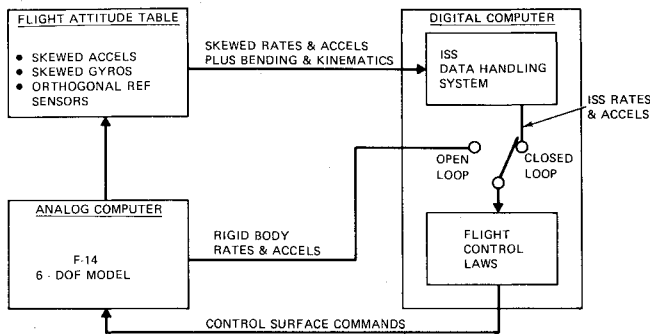 FLIGHT ATTITUDE TABLE
• SKEWED ACCELS
• SKEWED GYROS
• ORTHOGONAL REF
SENSORS
SKEWED RATES & ACCELS
PLUS BENDING & KINEMATICS
DIGITAL COMPUTER
ISS
DATA HANDLING
SYSTEM
ISS RATES
& ACCELS
OPEN
LOOP
CLOSED
LOOP
ANALOG COMPUTER
F-14
6 - DOF MODEL
RIGID BODY
RATES & ACCELS
FLIGHT
CONTROL
LAWS
CONTROL SURFACE COMMANDS